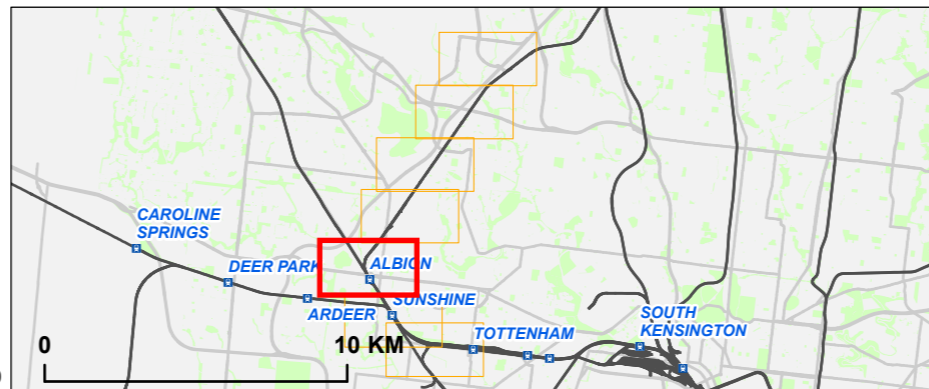 CAROLINE
SPRINGS
DEER PARK
ALBION
ARDEER
SUNSHINE
TOTTENHAM
SOUTH
KENSINGTON
0
10 KM